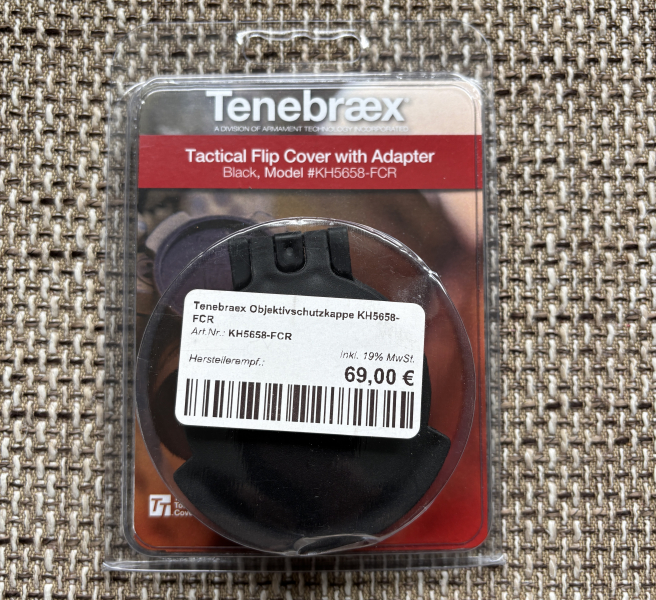 Tenebræx®
A DIVISION OF ARMAMENT TECHNOLOGY INCORPORATED
Tactical Flip Cover with Adapter
Black, Model #KH5658-FCR
Tenebraex Objektivschutzkappe KH5658-
FCR
Art.Nr.: KH5658-FCR
inkl. 19% MwSt.
Herstellerempf.:
69,00 €
TT